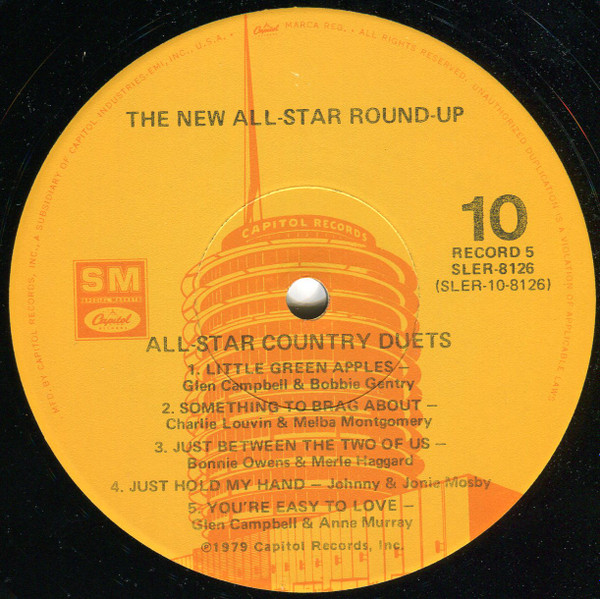 MFD. BY CAPITOL RECORDS, INC., A SUBSIDIARY OF CAPITOL INDUSTRIES-EMI, INC., U.S.A. • Capitol MARCA REG. • ALL RIGHTS RESERVED. UNAUTHORIZED DUPLICATION IS A VIOLATION OF APPLICABLE LAWS
THE NEW ALL-STAR ROUND-UP
CAPITOL RECORDS
10
RECORD 5
SLER-8126
(SLER-10-8126)
SM
SPECIAL MARKETS
Capitol
RECORDS
ALL-STAR COUNTRY DUETS
1. LITTLE GREEN APPLES –
Glen Campbell & Bobbie Gentry
2. SOMETHING TO BRAG ABOUT –
Charlie Louvin & Melba Montgomery
3. JUST BETWEEN THE TWO OF US –
Bonnie Owens & Merle Haggard
4. JUST HOLD MY HAND – Johnny & Jonie Mosby
5. YOU'RE EASY TO LOVE –
Glen Campbell & Anne Murray
©1979 Capitol Records, Inc.